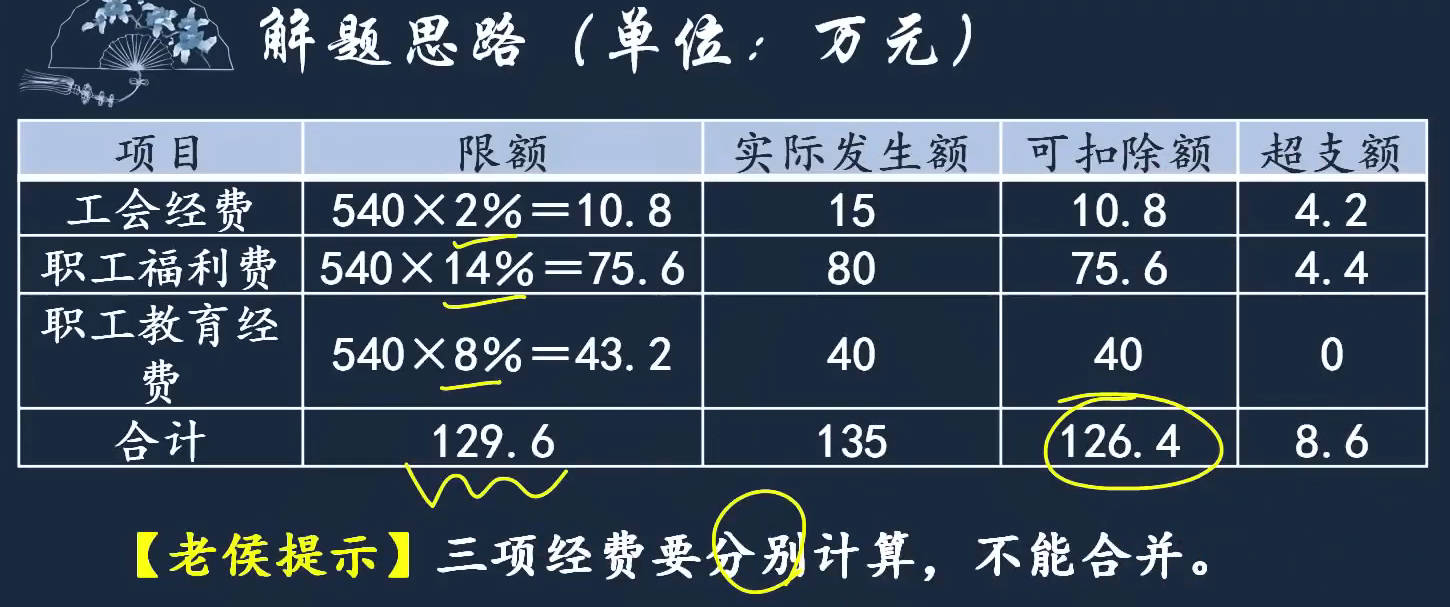 解题思路（单位：万元）
项目 限额 实际发生额 可扣除额 超支额
工会经费 540×2%＝10.8 15 10.8 4.2
职工福利费 540×14%＝75.6 80 75.6 4.4
职工教育经
费 540×8%＝43.2 40 40 0
合计 129.6 135 126.4 8.6
【老侯提示】三项经费要分别计算，不能合并。